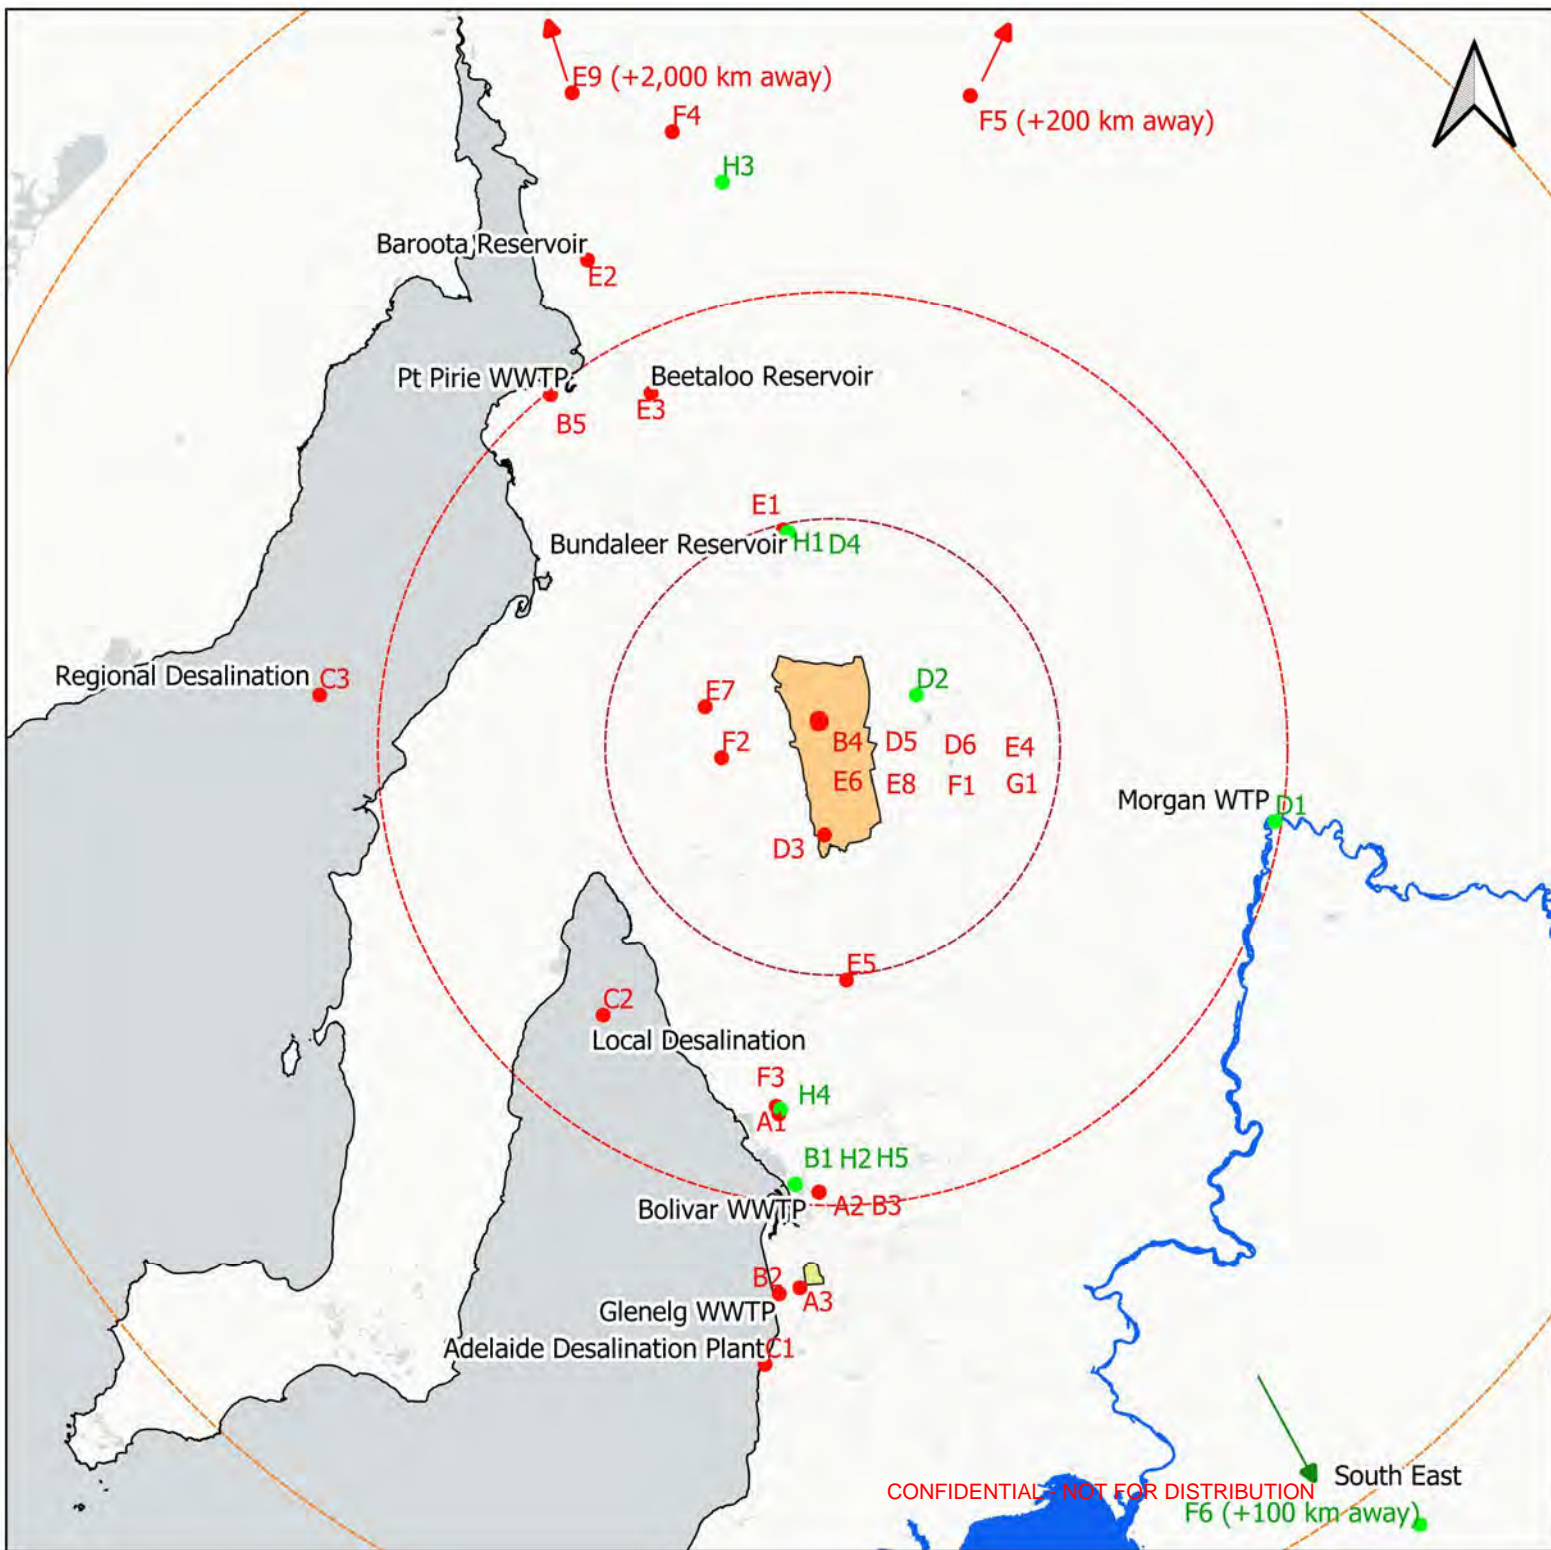 E9 (+2,000 km away)
F4
F5 (+200 km away)
H3
Baroota Reservoir
E2
Pt Pirie WWTP
Beetaloo Reservoir
B5
E3
E1
Bundaleer Reservoir
H1 D4
Regional Desalination
C3
E7
D2
F2
B4 D5 D6 E4
E6 E8 F1 G1
Morgan WTP
D1
D3
E5
C2
Local Desalination
F3
H4
A1
B1 H2 H5
Bolivar WWTP
A2 B3
B2
A3
Glenelg WWTP
Adelaide Desalination Plant
C1
South East
CONFIDENTIAL - NOT FOR DISTRIBUTION
F6 (+100 km away)